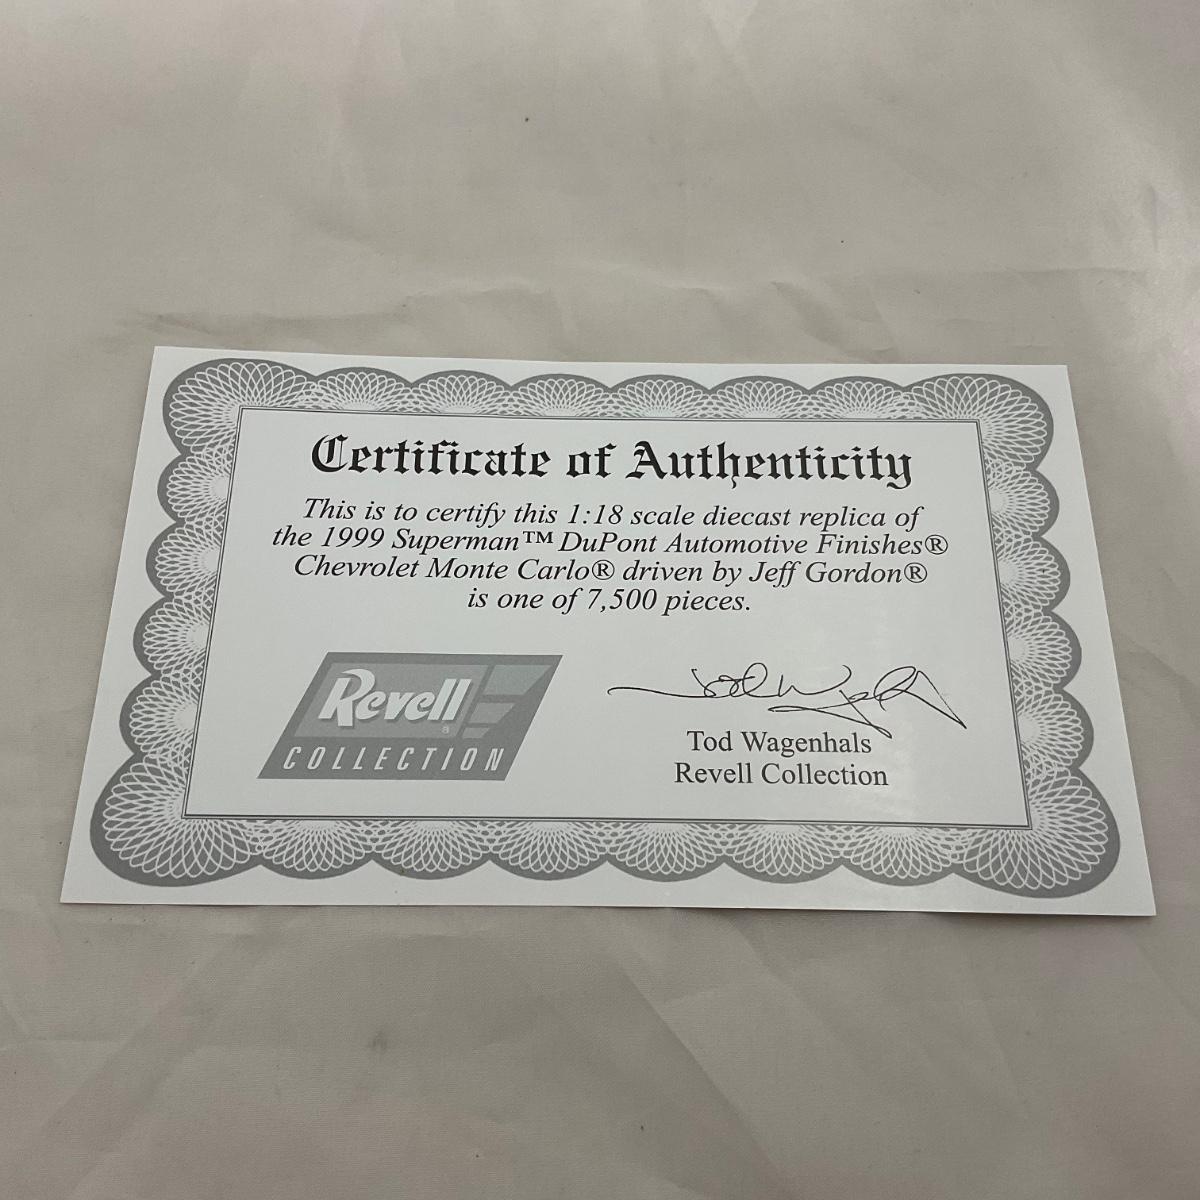 Certificate of Authenticity
This is to certify this 1:18 scale diecast replica of
the 1999 Superman™ DuPont Automotive Finishes®
Chevrolet Monte Carlo® driven by Jeff Gordon®
is one of 7,500 pieces.
Revell®
COLLECTION
Tod Wagenhals
Tod Wagenhals
Revell Collection